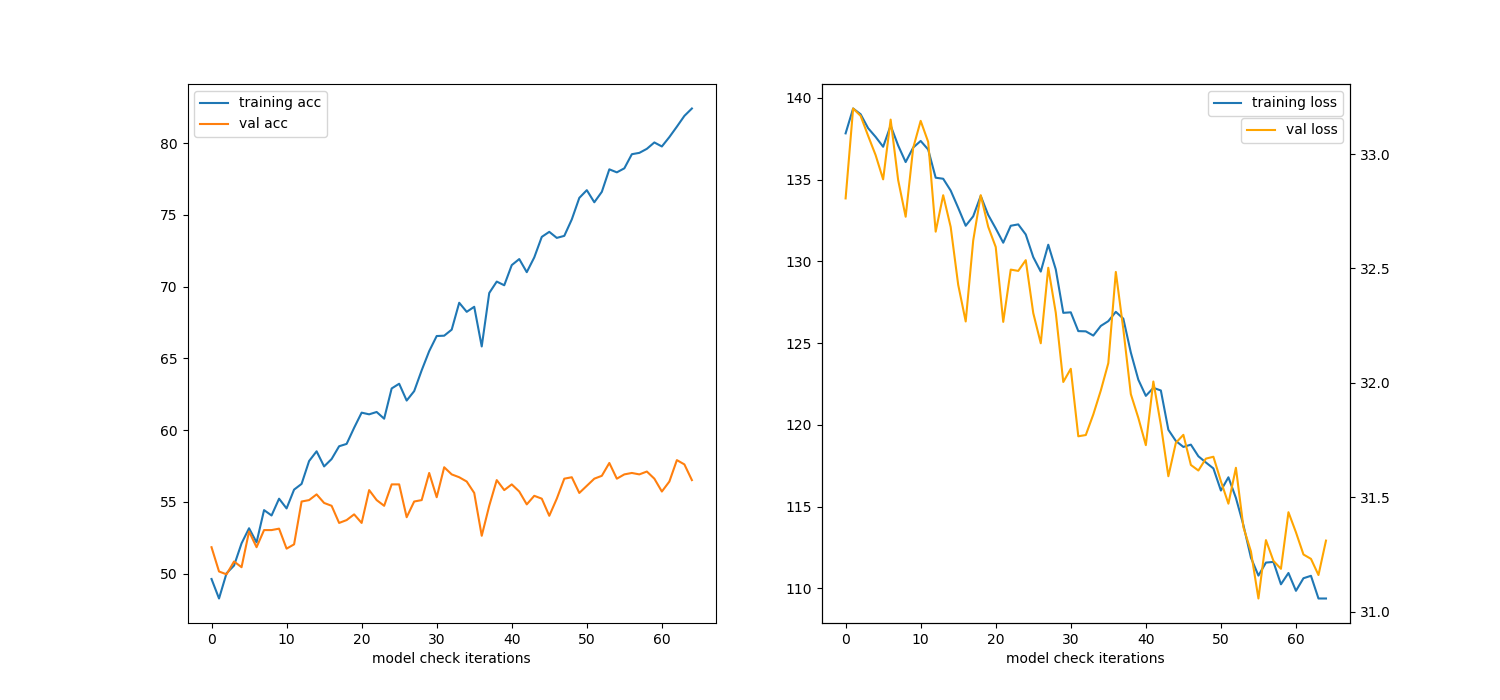 training acc
val acc
80
75
70
65
60
55
50
0 10 20 30 40 50 60
model check iterations
training loss
val loss
140
135
130
125
120
115
110
33.0
32.5
32.0
31.5
31.0
0 10 20 30 40 50 60
model check iterations